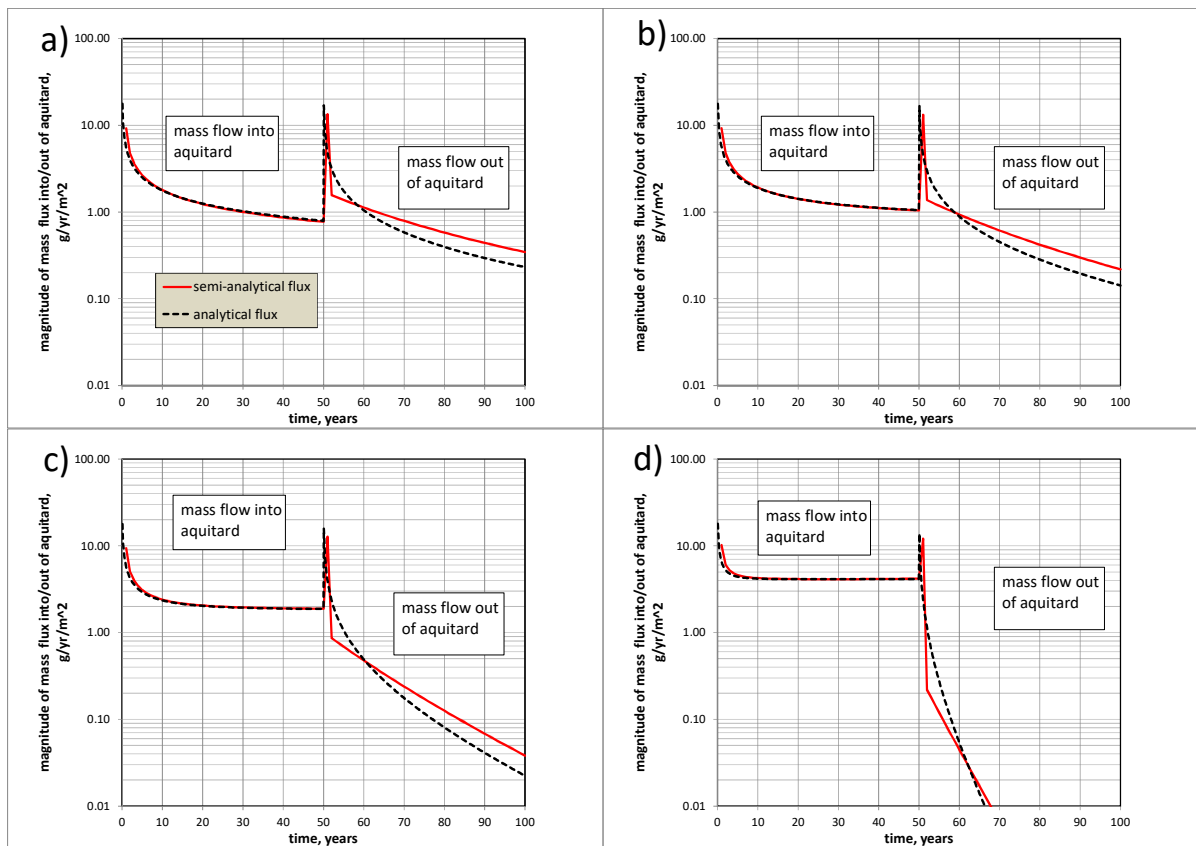 a)
magnitude of mass flux into/out of aquitard,
g/yr/m^2
100.00
10.00
1.00
0.10
0.01
mass flow into
aquitard
mass flow out
of aquitard
semi-analytical flux
analytical flux
0 10 20 30 40 50 60 70 80 90 100
time, years
b)
magnitude of mass flux into/out of aquitard,
g/yr/m^2
100.00
10.00
1.00
0.10
0.01
mass flow into
aquitard
mass flow out
of aquitard
0 10 20 30 40 50 60 70 80 90 100
time, years
c)
magnitude of mass flux into/out of aquitard,
g/yr/m^2
100.00
10.00
1.00
0.10
0.01
mass flow into
aquitard
mass flow out
of aquitard
0 10 20 30 40 50 60 70 80 90 100
time, years
d)
magnitude of mass flux into/out of aquitard,
g/yr/m^2
100.00
10.00
1.00
0.10
0.01
mass flow into
aquitard
mass flow out
of aquitard
0 10 20 30 40 50 60 70 80 90 100
time, years